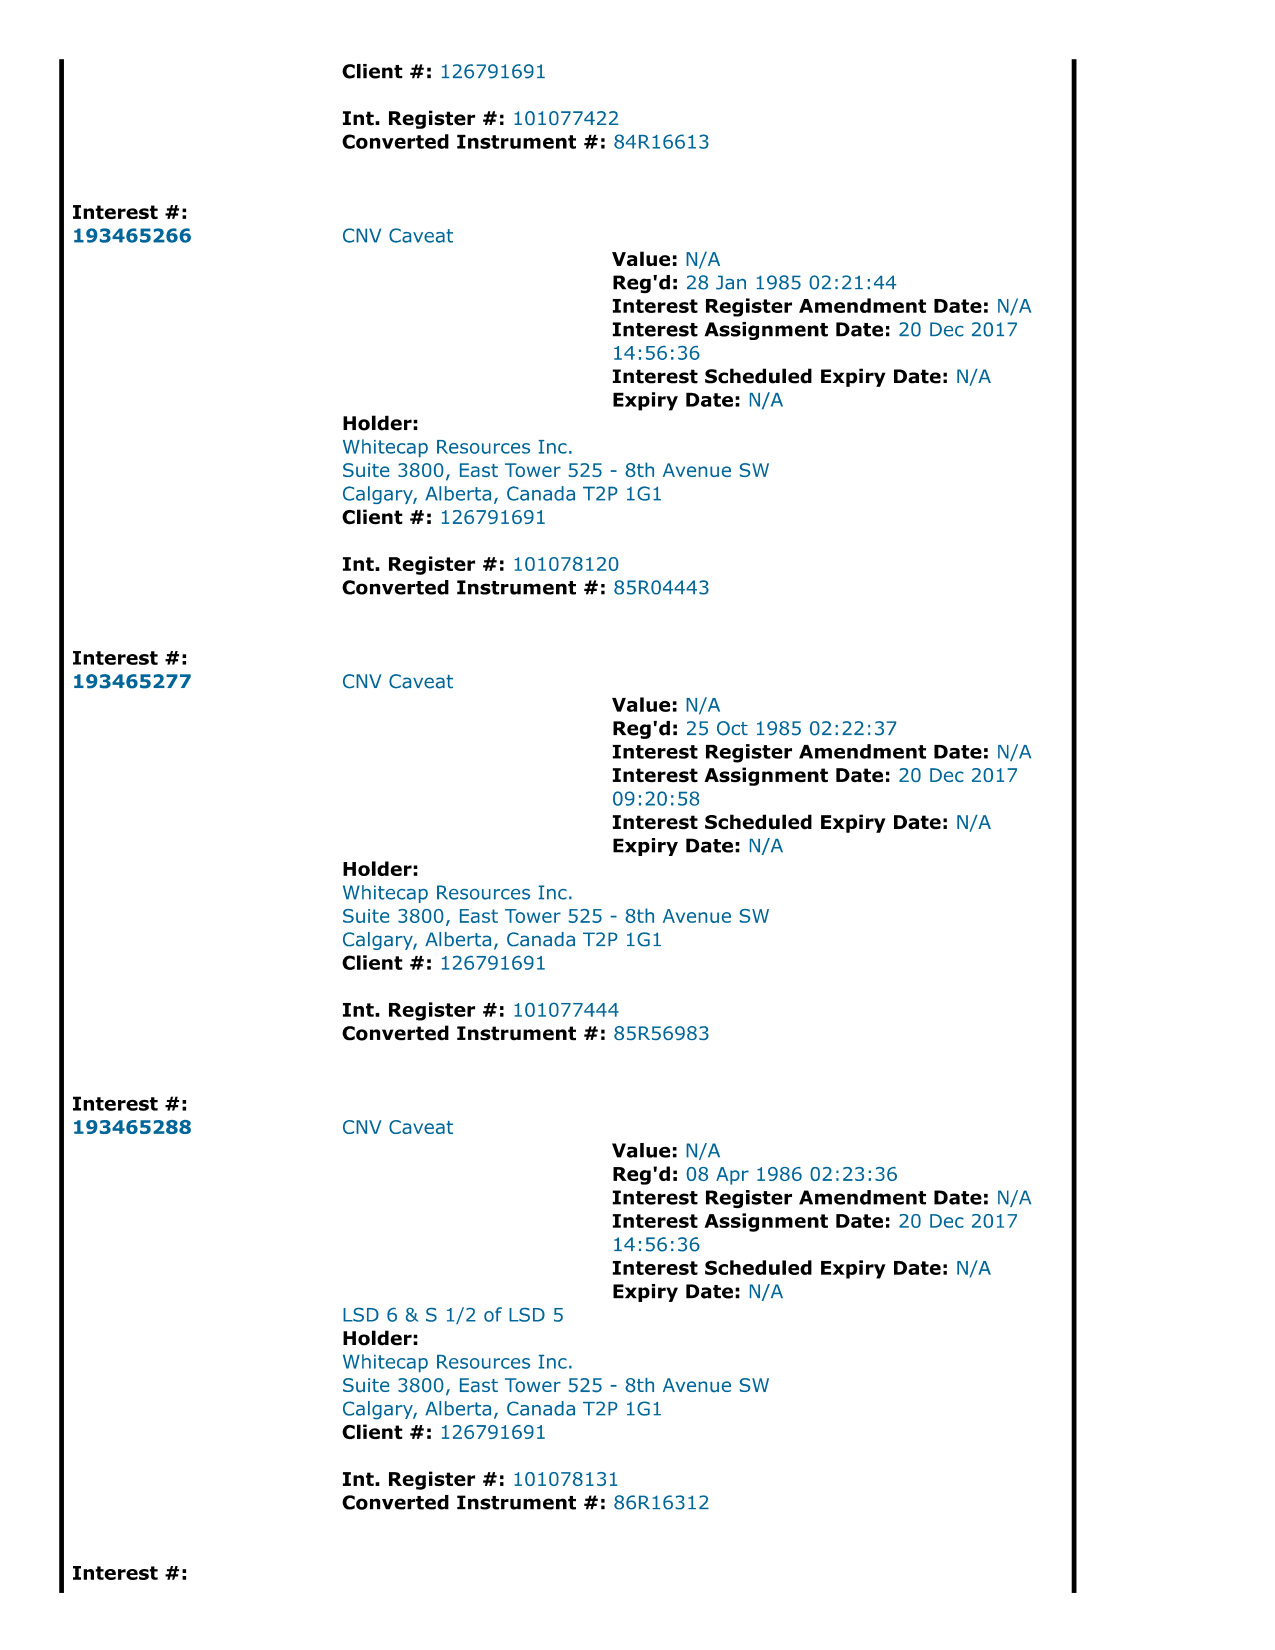 Client #: 126791691
Int. Register #: 101077422
Converted Instrument #: 84R16613
Interest #:
193465266 CNV Caveat
Value: N/A
Reg'd: 28 Jan 1985 02:21:44
Interest Register Amendment Date: N/A
Interest Assignment Date: 20 Dec 2017
14:56:36
Interest Scheduled Expiry Date: N/A
Expiry Date: N/A
Holder:
Whitecap Resources Inc.
Suite 3800, East Tower 525 - 8th Avenue SW
Calgary, Alberta, Canada T2P 1G1
Client #: 126791691
Int. Register #: 101078120
Converted Instrument #: 85R04443
Interest #:
193465277 CNV Caveat
Value: N/A
Reg'd: 25 Oct 1985 02:22:37
Interest Register Amendment Date: N/A
Interest Assignment Date: 20 Dec 2017
09:20:58
Interest Scheduled Expiry Date: N/A
Expiry Date: N/A
Holder:
Whitecap Resources Inc.
Suite 3800, East Tower 525 - 8th Avenue SW
Calgary, Alberta, Canada T2P 1G1
Client #: 126791691
Int. Register #: 101077444
Converted Instrument #: 85R56983
Interest #:
193465288 CNV Caveat
Value: N/A
Reg'd: 08 Apr 1986 02:23:36
Interest Register Amendment Date: N/A
Interest Assignment Date: 20 Dec 2017
14:56:36
Interest Scheduled Expiry Date: N/A
Expiry Date: N/A
LSD 6 & S 1/2 of LSD 5
Holder:
Whitecap Resources Inc.
Suite 3800, East Tower 525 - 8th Avenue SW
Calgary, Alberta, Canada T2P 1G1
Client #: 126791691
Int. Register #: 101078131
Converted Instrument #: 86R16312
Interest #: